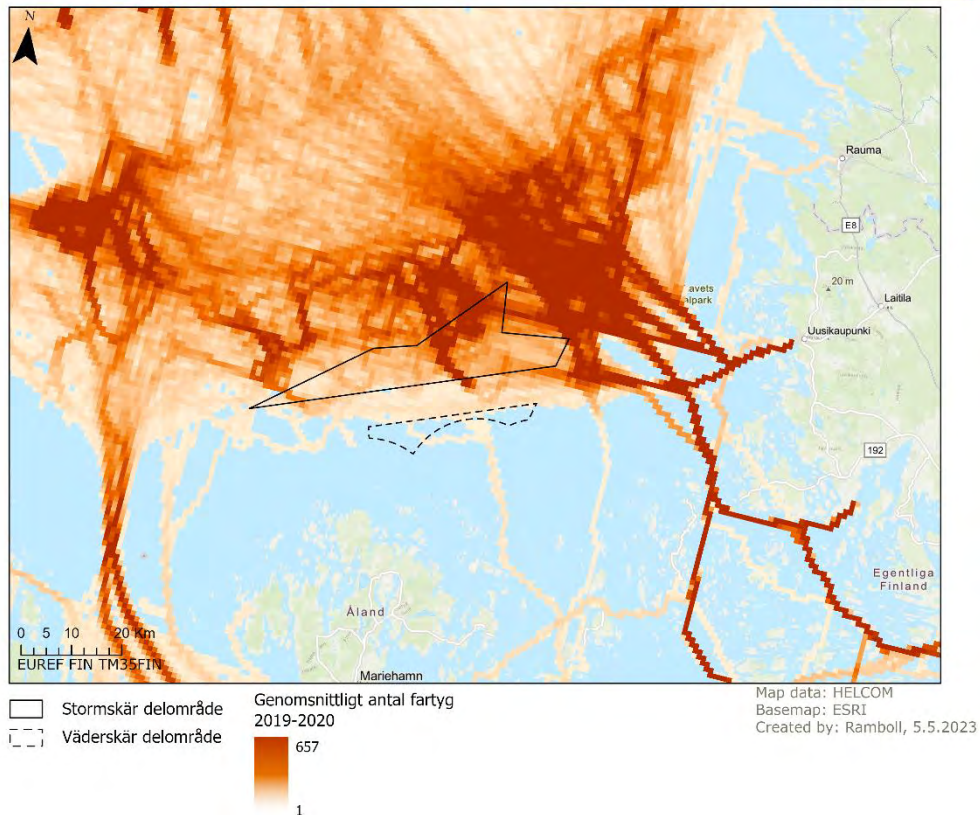 N
Rauma
E8
20 m
avets
alpark
Laitila
Uusikaupunki
192
Egentliga
Finland
Åland
Mariehamn
0 5 10 20 Km
EUREF FIN TM35FIN
Stormskär delområde
Väderskär delområde
Genomsnittligt antal fartyg
2019-2020
657
1
Map data: HELCOM
Basemap: ESRI
Created by: Ramboll, 5.5.2023